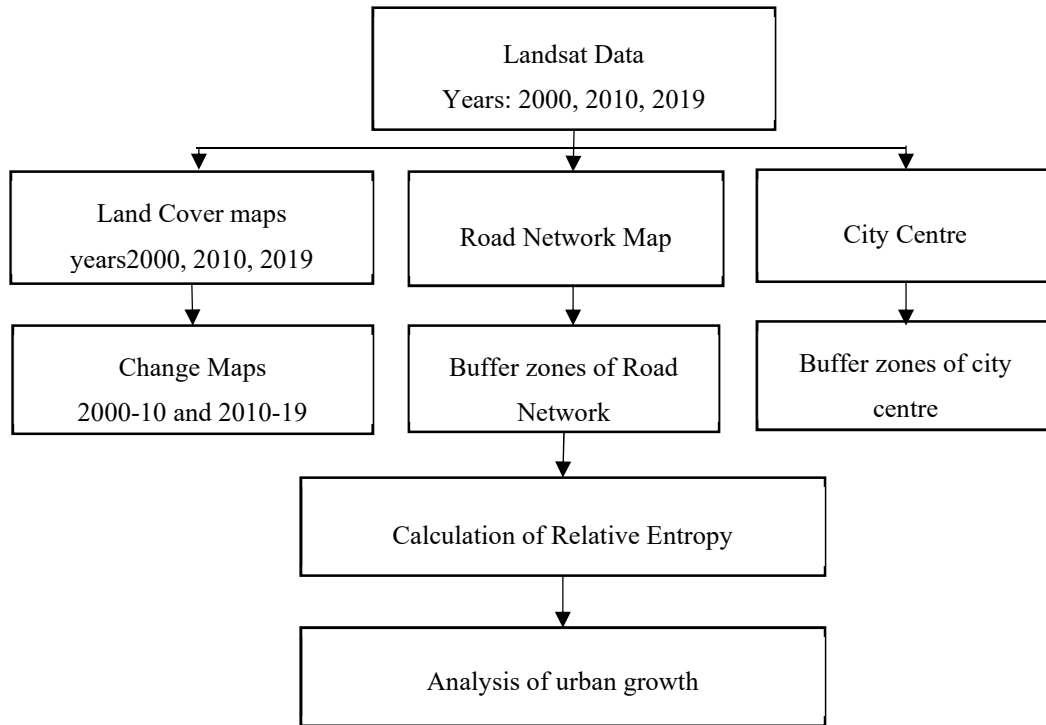 Landsat Data
Years: 2000, 2010, 2019
Land Cover maps
years2000, 2010, 2019
Road Network Map
City Centre
Change Maps
2000-10 and 2010-19
Buffer zones of Road
Network
Buffer zones of city
centre
Calculation of Relative Entropy
Analysis of urban growth